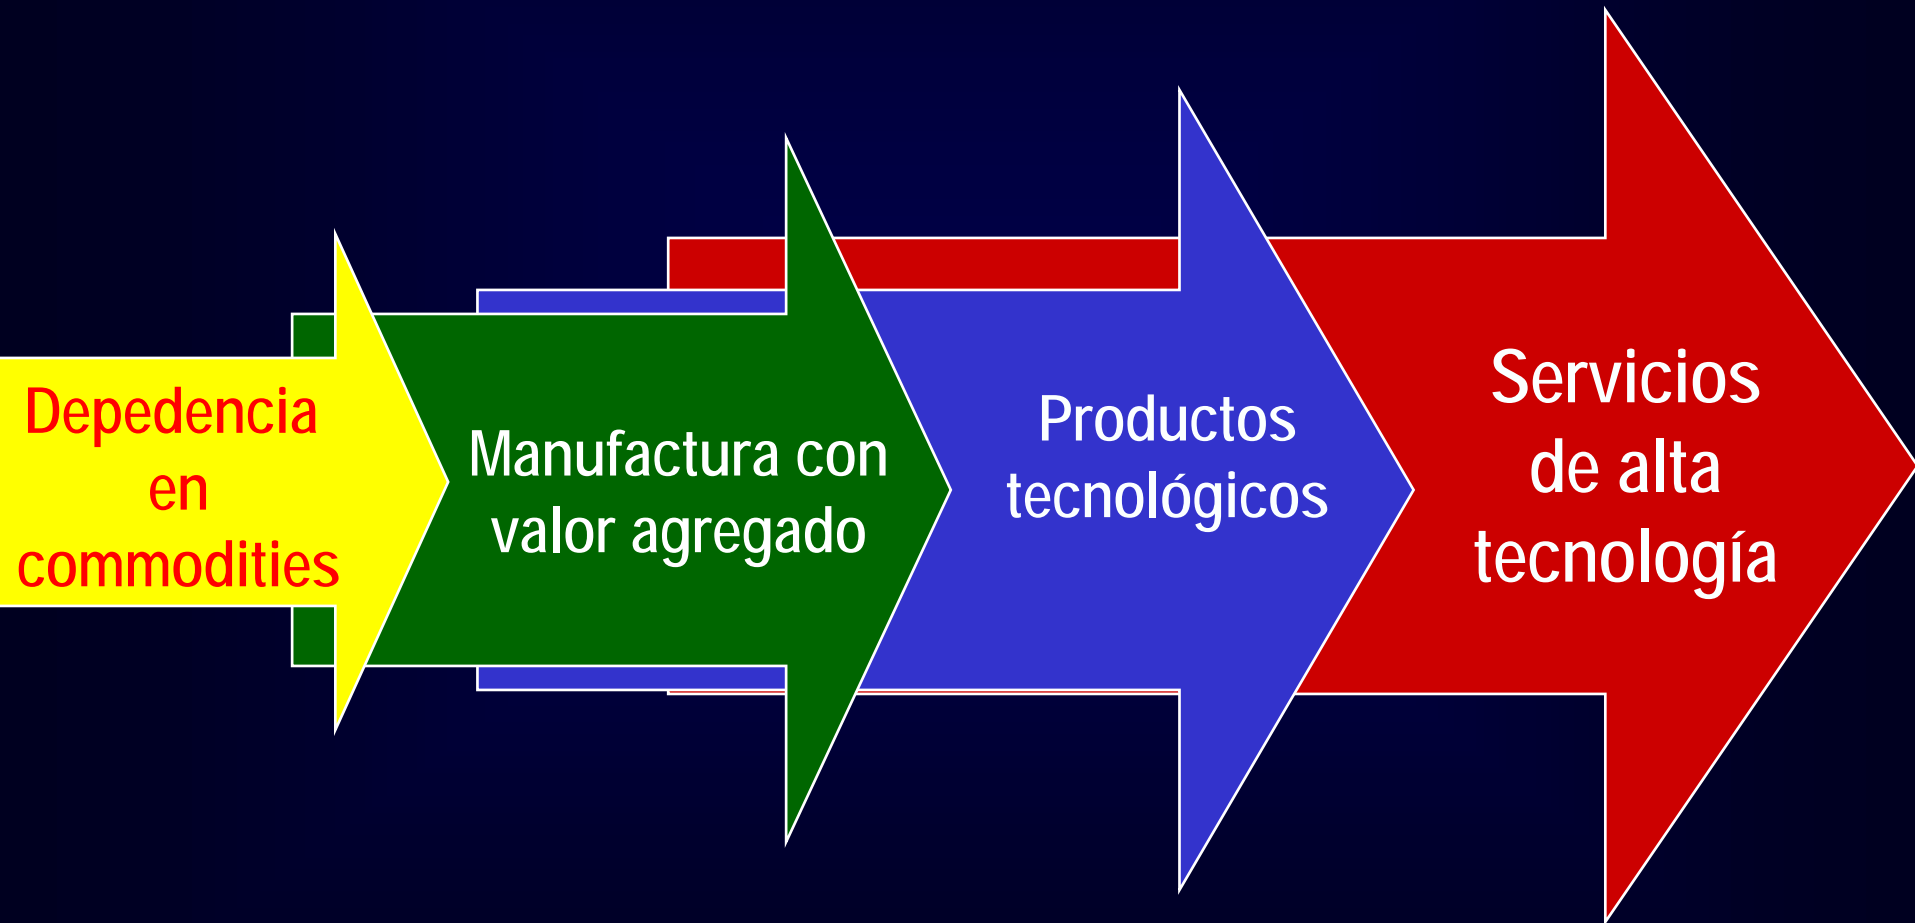 Depedencia
en
commodities
Manufactura con
valor agregado
Productos
tecnológicos
Servicios
de alta
tecnología